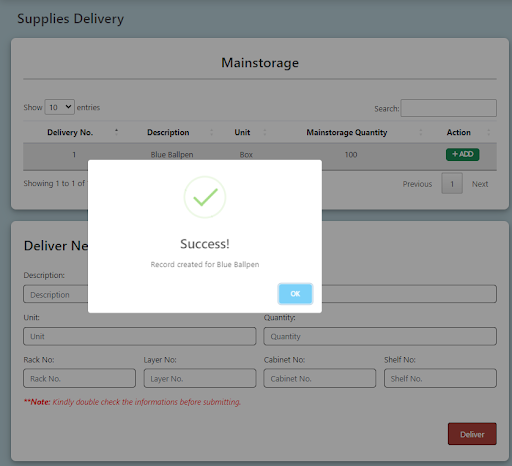 Supplies Delivery
Mainstorage
Show 10 entries
Search:
Delivery No. Description Unit Mainstorage Quantity Action
1 Blue Ballpen Box 100 + ADD
Showing 1 to 1 of
Previous 1 Next
Success!
Record created for Blue Ballpen
OK
Deliver Ne
Description:
Description
Unit: Quantity:
Unit Quantity
Rack No: Layer No: Cabinet No: Shelf No:
Rack No. Layer No. Cabinet No. Shelf No.
**Note: Kindly double check the informations before submitting.
Deliver